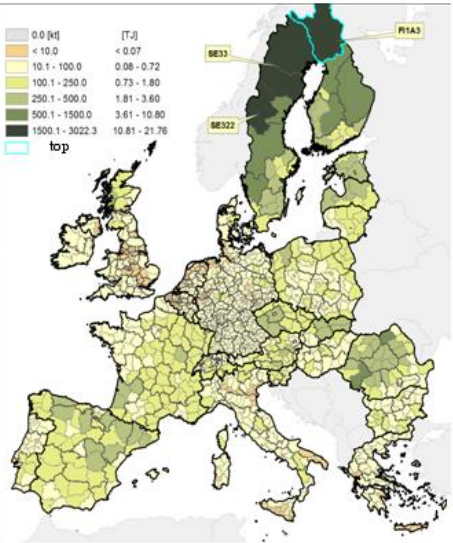 0.0 [kt] [TJ]
< 10.0 < 0.07
10.1 - 100.0 0.08 - 0.72
100.1 - 250.0 0.73 - 1.80
250.1 - 500.0 1.81 - 3.60
500.1 - 1500.0 3.61 - 10.80
1500.1 - 3022.3 10.81 - 21.76
top
FI1A3
SE33
SE322